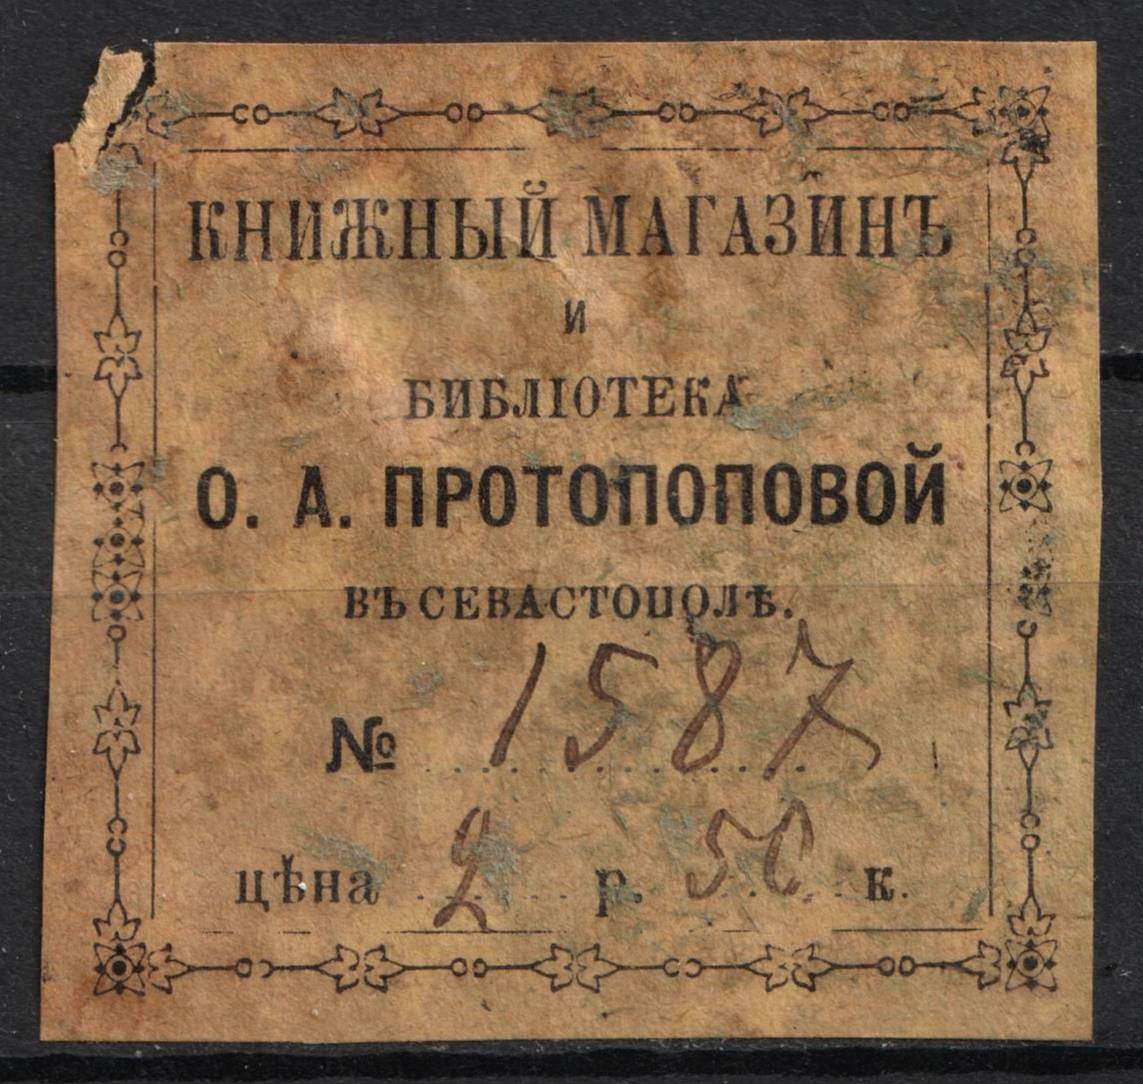 КНИЖНЫЙ МАГАЗИНЪ
И
БИБЛІОТЕКА
О. А. ПРОТОПОПОВОЙ
ВЪ СЕВАСТОПОЛѢ.
№ 1587
цѣна 2 р. 50 к.